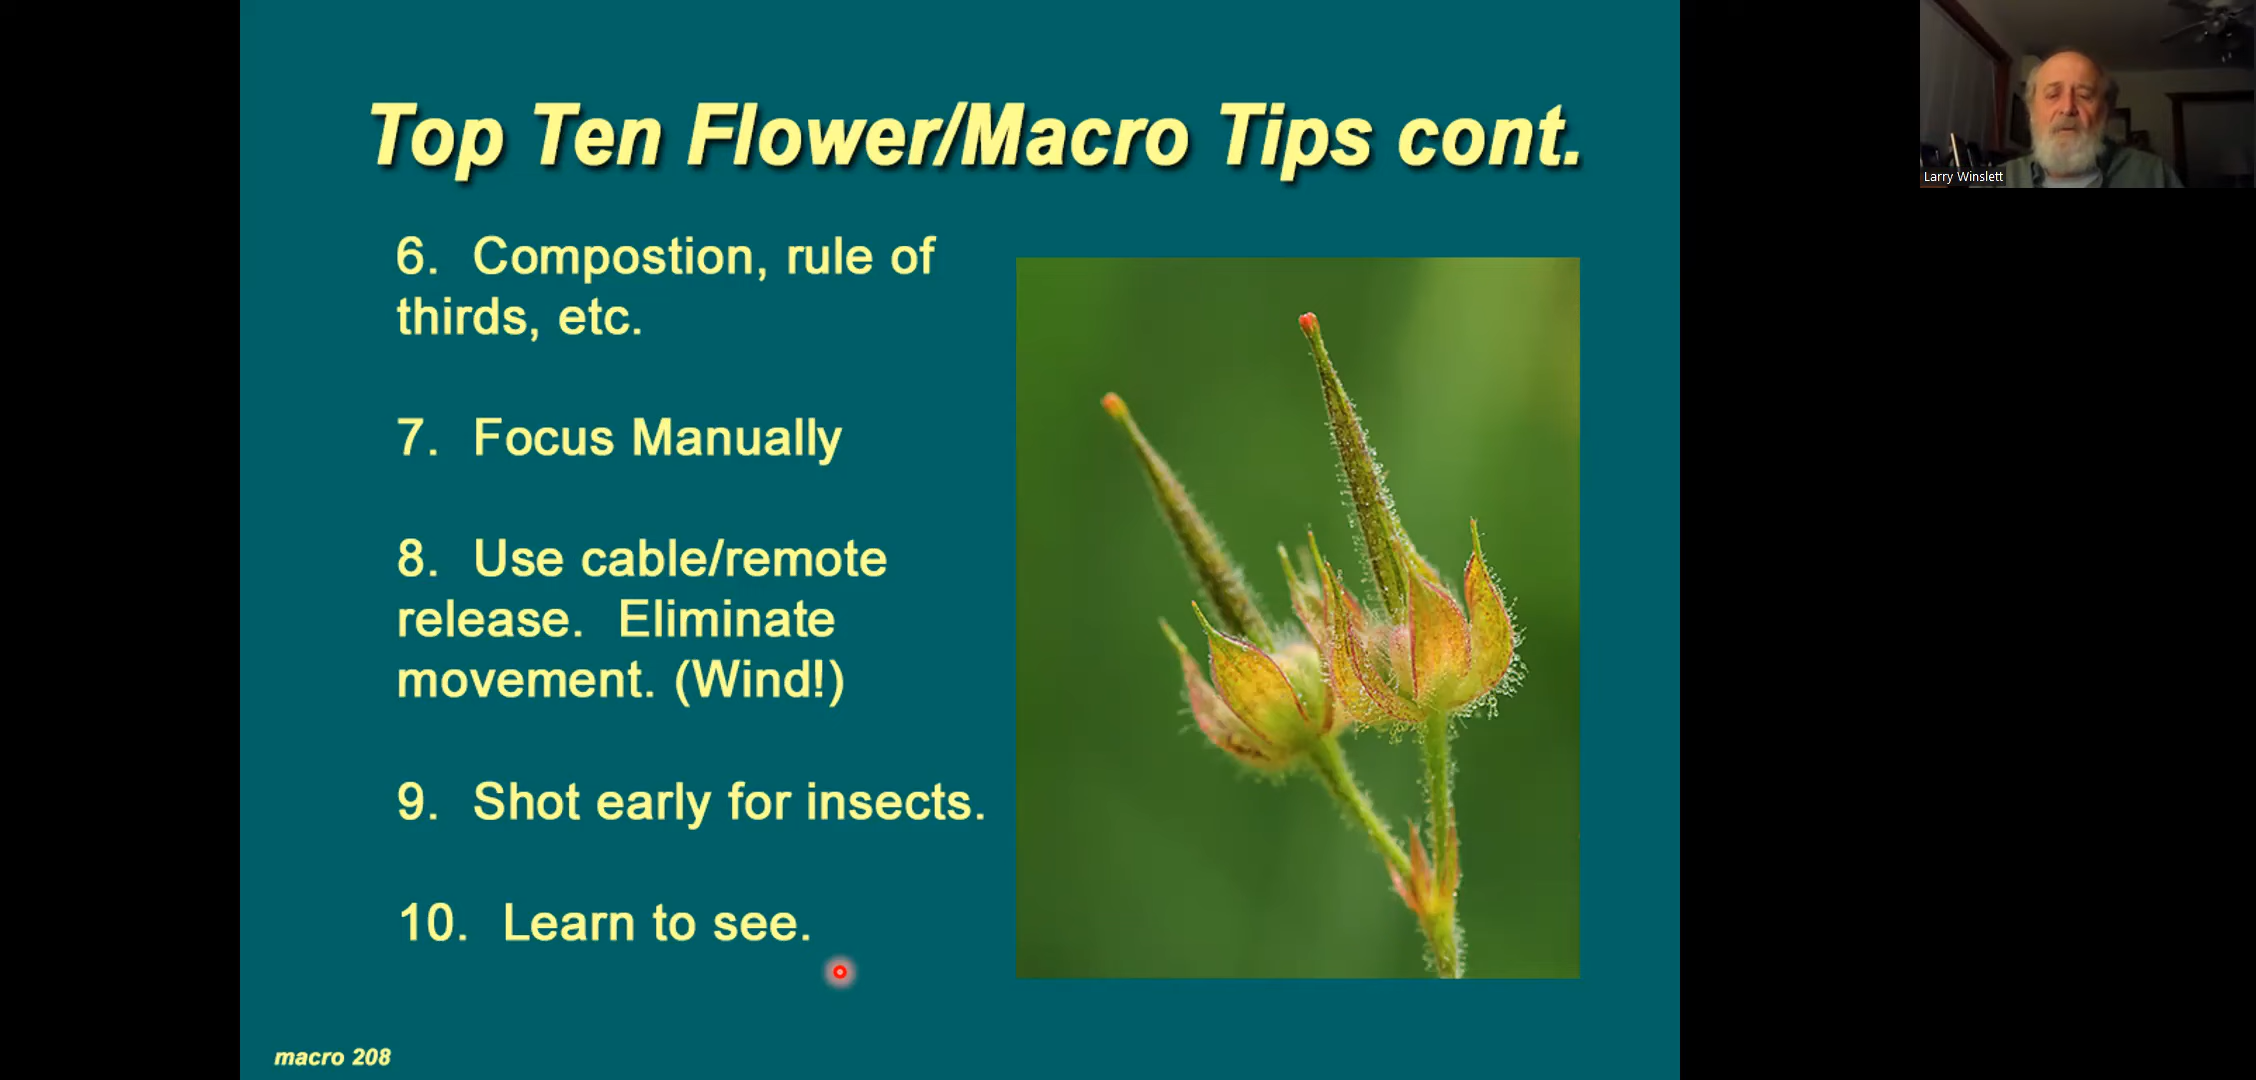 Top Ten Flower/Macro Tips cont.
6. Compostion, rule of
thirds, etc.
7. Focus Manually
8. Use cable/remote
release. Eliminate
movement. (Wind!)
9. Shot early for insects.
10. Learn to see.
macro 208
Larry Winslett